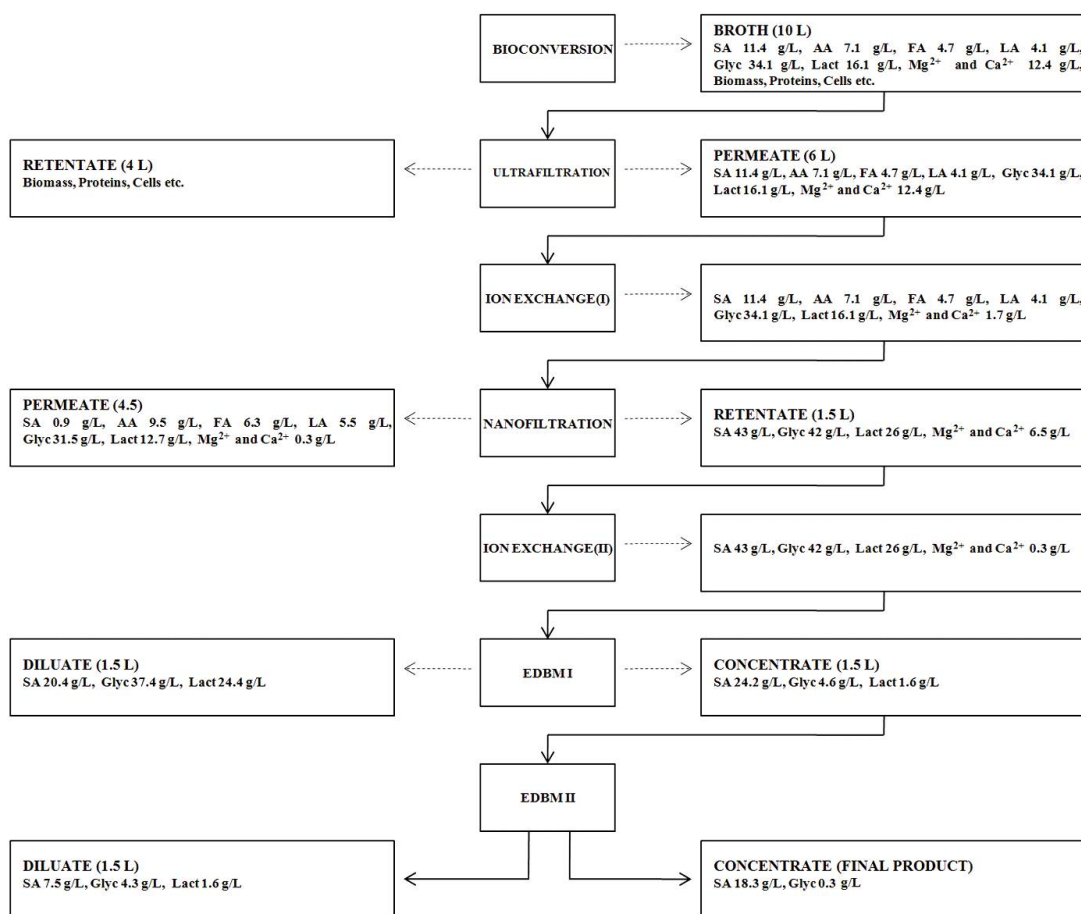 BIOCONVERSION
BROTH (10 L)
SA 11.4 g/L, AA 7.1 g/L, FA 4.7 g/L, LA 4.1 g/L,
Glyc 34.1 g/L, Lact 16.1 g/L, Mg²⁺ and Ca²⁺ 12.4 g/L,
Biomass, Proteins, Cells etc.
RETENTATE (4 L)
Biomass, Proteins, Cells etc.
ULTRAFILTRATION
PERMEATE (6 L)
SA 11.4 g/L, AA 7.1 g/L, FA 4.7 g/L, LA 4.1 g/L, Glyc 34.1 g/L,
Lact 16.1 g/L, Mg²⁺ and Ca²⁺ 12.4 g/L
ION EXCHANGE(I)
SA 11.4 g/L, AA 7.1 g/L, FA 4.7 g/L, LA 4.1 g/L,
Glyc 34.1 g/L, Lact 16.1 g/L, Mg²⁺ and Ca²⁺ 1.7 g/L
PERMEATE (4.5)
SA 0.9 g/L, AA 9.5 g/L, FA 6.3 g/L, LA 5.5 g/L,
Glyc 31.5 g/L, Lact 12.7 g/L, Mg²⁺ and Ca²⁺ 0.3 g/L
NANOFILTRATION
RETENTATE (1.5 L)
SA 43 g/L, Glyc 42 g/L, Lact 26 g/L, Mg²⁺ and Ca²⁺ 6.5 g/L
ION EXCHANGE(II)
SA 43 g/L, Glyc 42 g/L, Lact 26 g/L, Mg²⁺ and Ca²⁺ 0.3 g/L
DILUATE (1.5 L)
SA 20.4 g/L, Glyc 37.4 g/L, Lact 24.4 g/L
EDBM I
CONCENTRATE (1.5 L)
SA 24.2 g/L, Glyc 4.6 g/L, Lact 1.6 g/L
EDBM II
DILUATE (1.5 L)
SA 7.5 g/L, Glyc 4.3 g/L, Lact 1.6 g/L
CONCENTRATE (FINAL PRODUCT)
SA 18.3 g/L, Glyc 0.3 g/L